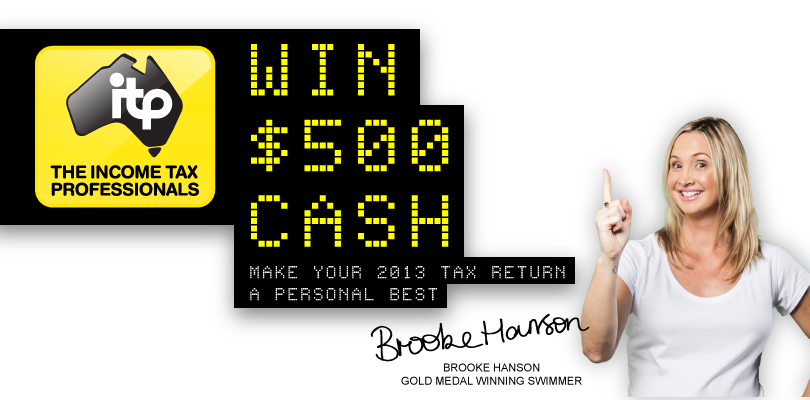 itp
THE INCOME TAX
PROFESSIONALS
WIN
$500
CASH
MAKE YOUR 2013 TAX RETURN
A PERSONAL BEST
Brooke Hanson
BROOKE HANSON
GOLD MEDAL WINNING SWIMMER